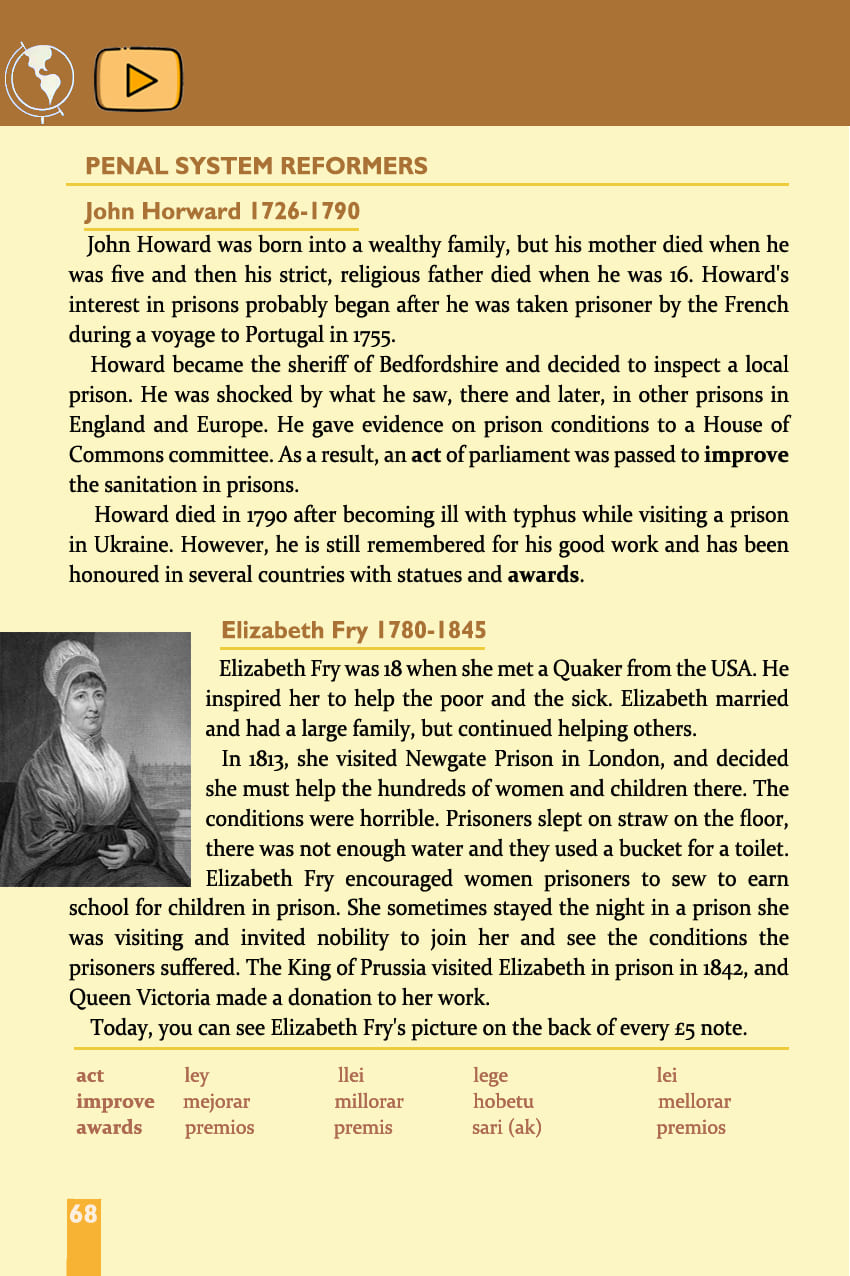 PENAL SYSTEM REFORMERS
John Horward 1726-1790
John Howard was born into a wealthy family, but his mother died when he
was five and then his strict, religious father died when he was 16. Howard's
interest in prisons probably began after he was taken prisoner by the French
during a voyage to Portugal in 1755.
Howard became the sheriff of Bedfordshire and decided to inspect a local
prison. He was shocked by what he saw, there and later, in other prisons in
England and Europe. He gave evidence on prison conditions to a House of
Commons committee. As a result, an act of parliament was passed to improve
the sanitation in prisons.
Howard died in 1790 after becoming ill with typhus while visiting a prison
in Ukraine. However, he is still remembered for his good work and has been
honoured in several countries with statues and awards.
Elizabeth Fry 1780-1845
Elizabeth Fry was 18 when she met a Quaker from the USA. He
inspired her to help the poor and the sick. Elizabeth married
and had a large family, but continued helping others.
In 1813, she visited Newgate Prison in London, and decided
she must help the hundreds of women and children there. The
conditions were horrible. Prisoners slept on straw on the floor,
there was not enough water and they used a bucket for a toilet.
Elizabeth Fry encouraged women prisoners to sew to earn
school for children in prison. She sometimes stayed the night in a prison she
was visiting and invited nobility to join her and see the conditions the
prisoners suffered. The King of Prussia visited Elizabeth in prison in 1842, and
Queen Victoria made a donation to her work.
Today, you can see Elizabeth Fry's picture on the back of every £5 note.
act ley llei lege lei
improve mejorar millorar hobetu mellorar
awards premios premis sari (ak) premios
68